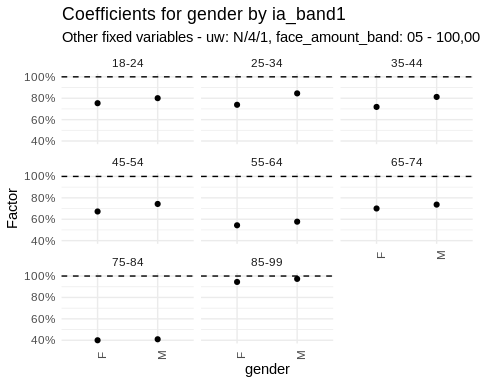 Coefficients for gender by ia_band1
Other fixed variables - uw: N/4/1, face_amount_band: 05 - 100,00
18-24 25-34 35-44
100%
80%
60%
40%
45-54 55-64 65-74
100%
80%
60%
40%
75-84 85-99
100%
80%
60%
40%
F M F M F M
gender
Factor